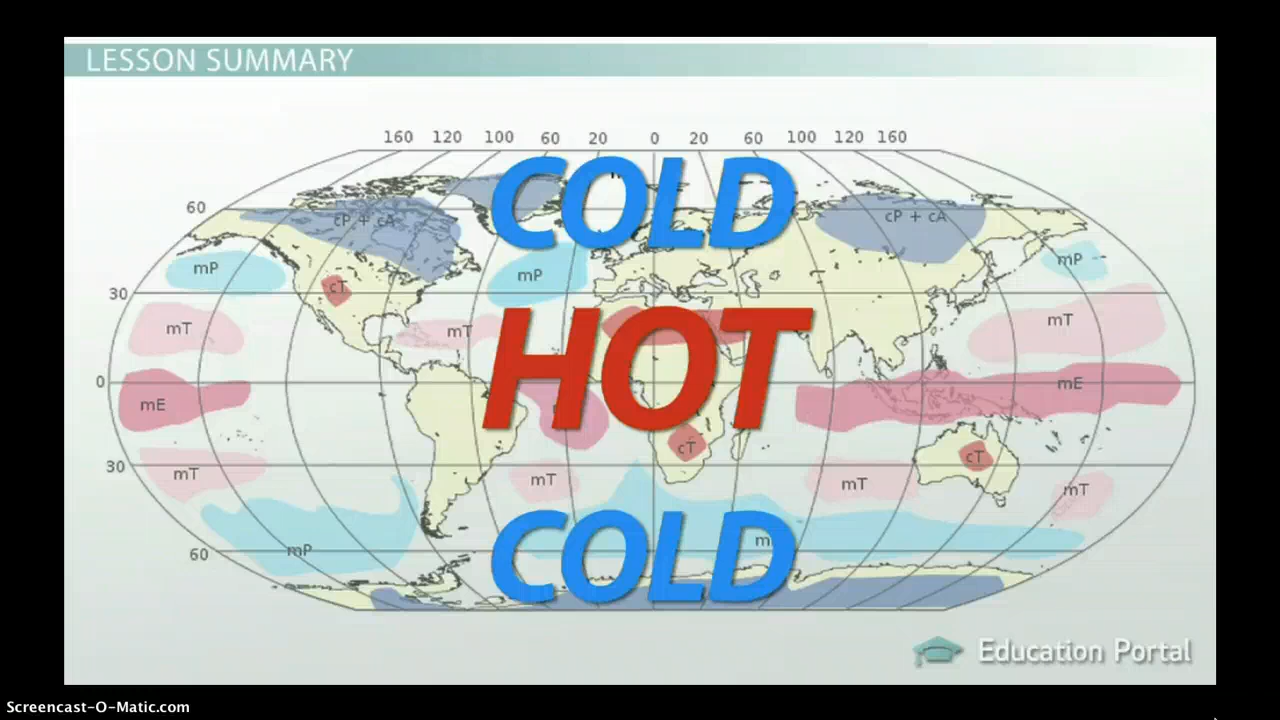 LESSON SUMMARY
160 120 100 60 20 0 20 60 100 120 160
COLD
60
cP + cA
cP + cA
mP
mP
mP
30
cT
HOT
mT
mT
mT
0
mE
mE
cT
cT
30
mT
mT
mT
mT
COLD
60
mP
Education Portal
Screencast-O-Matic.com